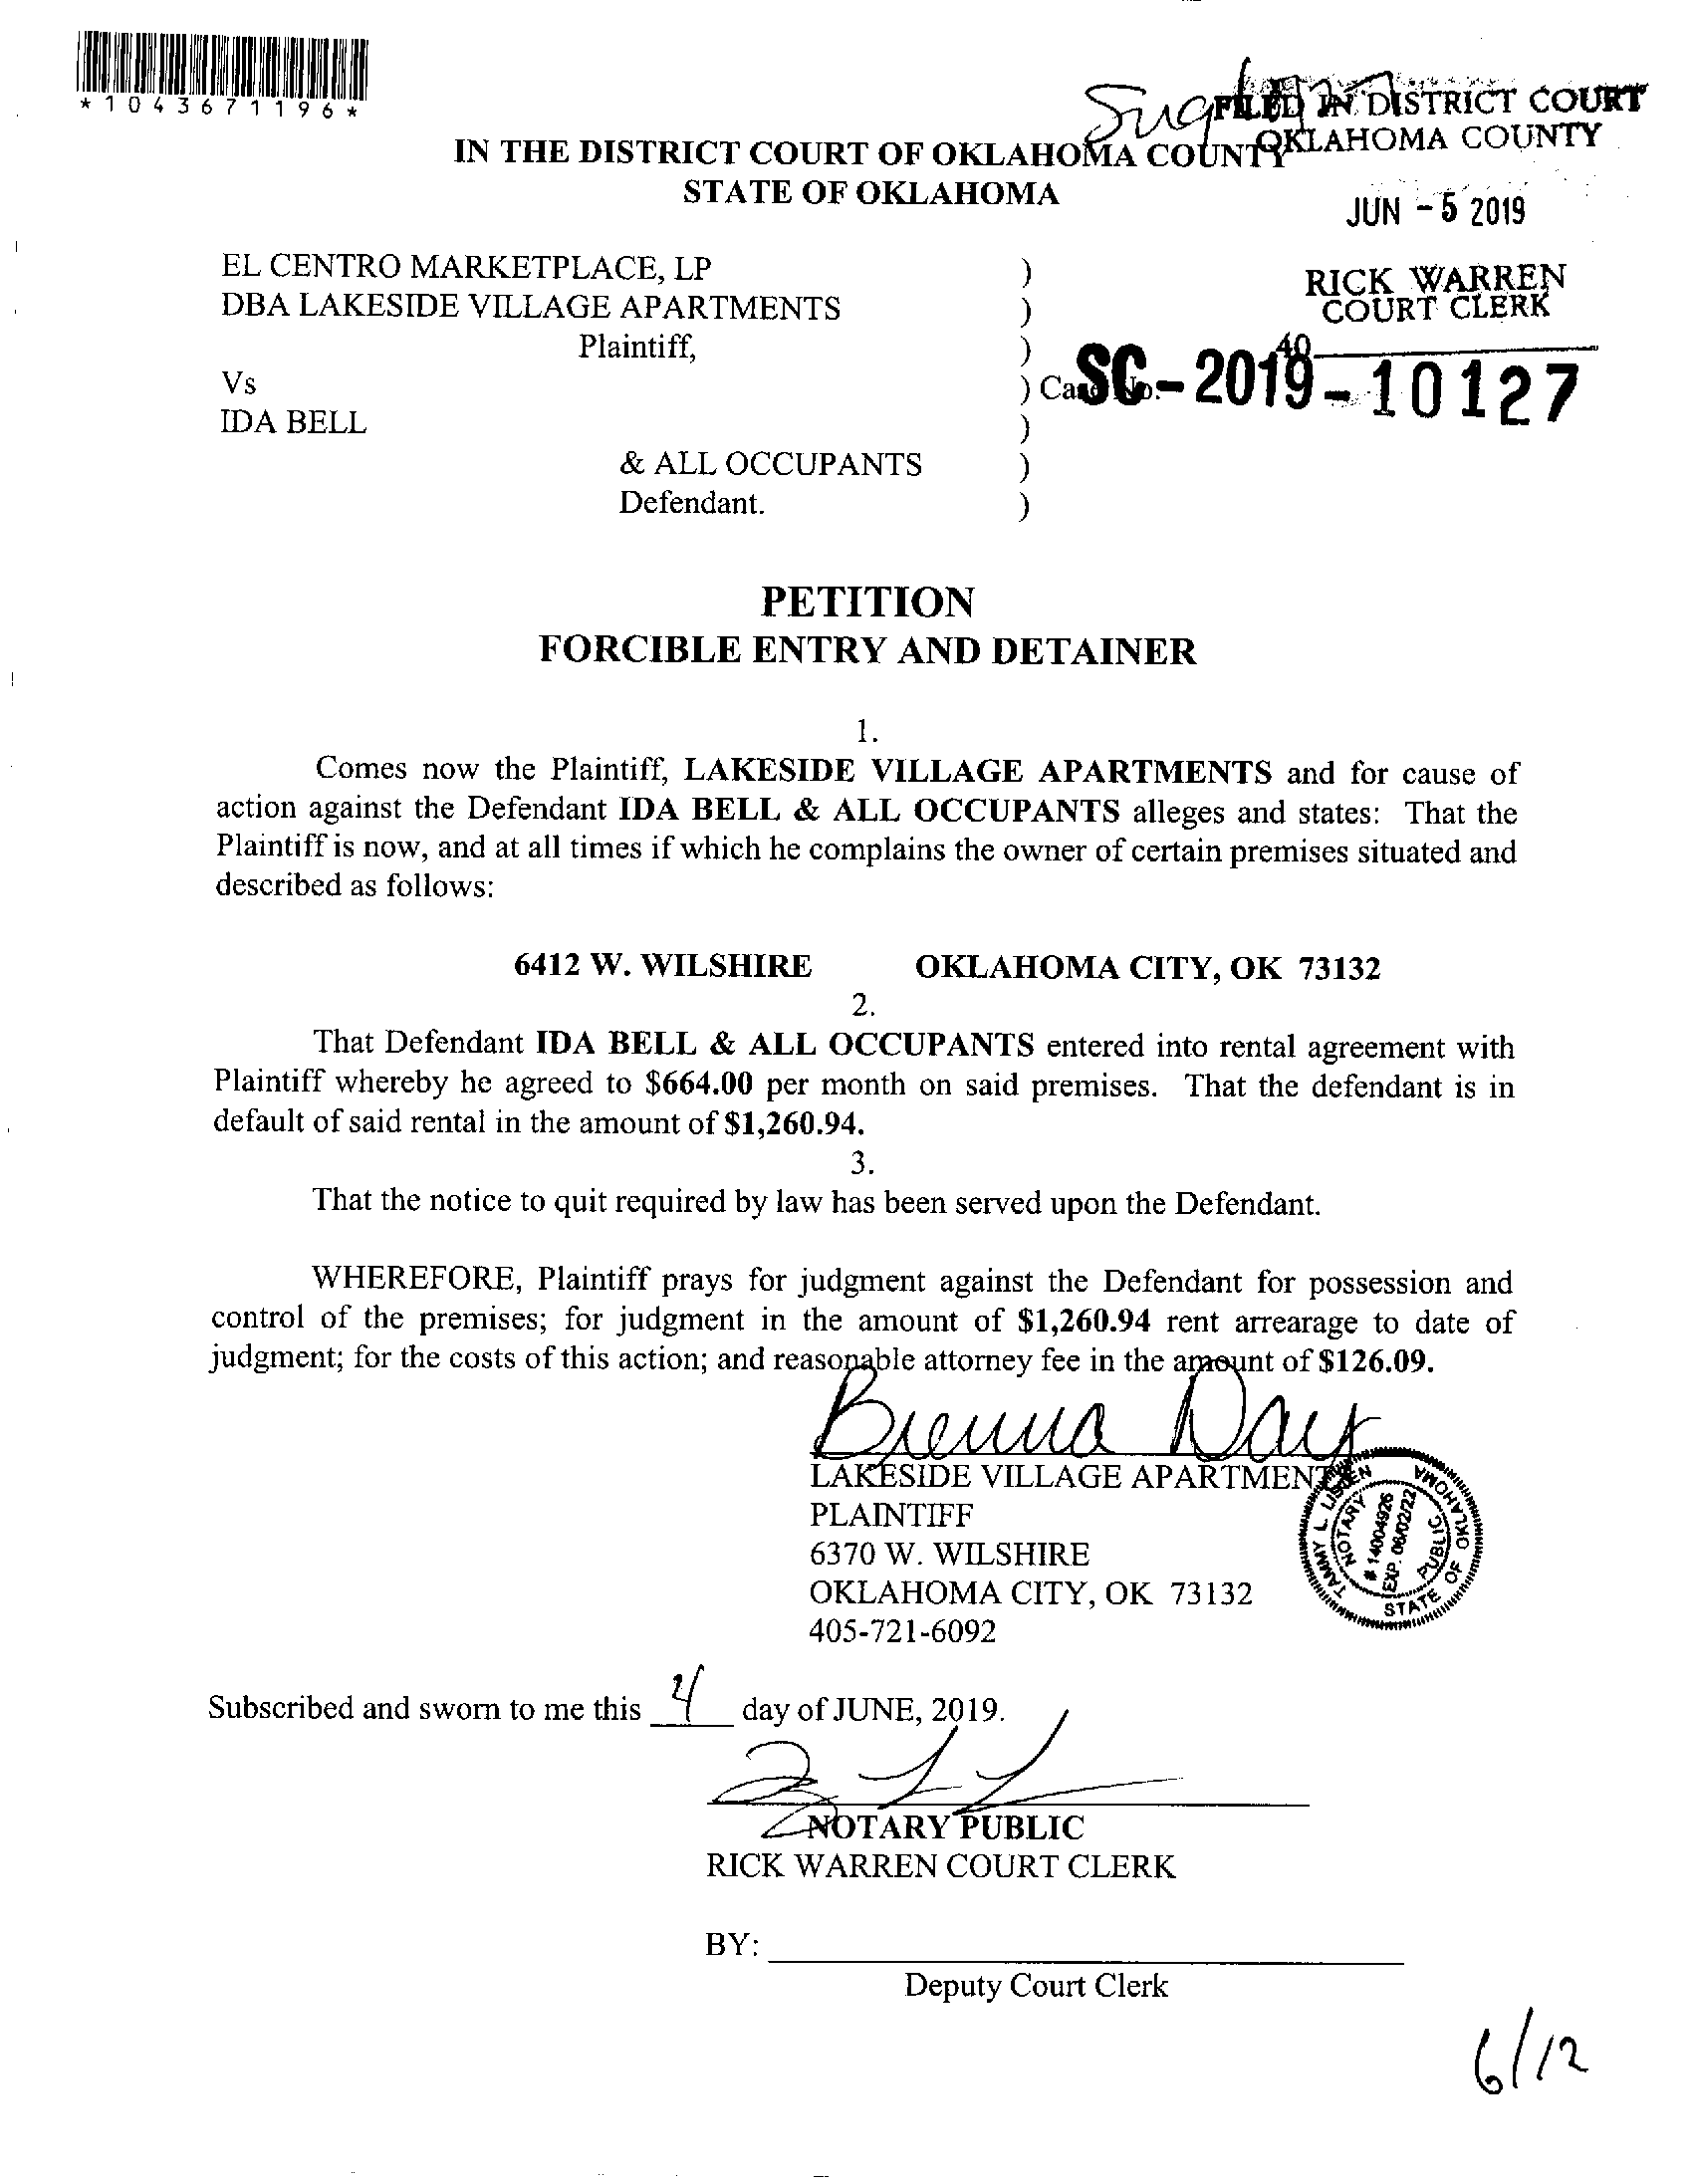 *1043671196*
FILED IN DISTRICT COURT
OKLAHOMA COUNTY
IN THE DISTRICT COURT OF OKLAHOMA COUNTY
STATE OF OKLAHOMA
JUN - 5 2019
EL CENTRO MARKETPLACE, LP )
DBA LAKESIDE VILLAGE APARTMENTS )
RICK WARREN
COURT CLERK
Plaintiff, )
40
Vs ) Case No.
SC-2019-10127
IDA BELL )
& ALL OCCUPANTS )
Defendant. )
PETITION
FORCIBLE ENTRY AND DETAINER
1.
Comes now the Plaintiff, LAKESIDE VILLAGE APARTMENTS and for cause of
action against the Defendant IDA BELL & ALL OCCUPANTS alleges and states: That the
Plaintiff is now, and at all times if which he complains the owner of certain premises situated and
described as follows:
6412 W. WILSHIRE OKLAHOMA CITY, OK 73132
2.
That Defendant IDA BELL & ALL OCCUPANTS entered into rental agreement with
Plaintiff whereby he agreed to $664.00 per month on said premises. That the defendant is in
default of said rental in the amount of $1,260.94.
3.
That the notice to quit required by law has been served upon the Defendant.
WHEREFORE, Plaintiff prays for judgment against the Defendant for possession and
control of the premises; for judgment in the amount of $1,260.94 rent arrearage to date of
judgment; for the costs of this action; and reasonable attorney fee in the amount of $126.09.
Brenna Day
LAKESIDE VILLAGE APARTMENTS
PLAINTIFF
6370 W. WILSHIRE
OKLAHOMA CITY, OK 73132
405-721-6092
TAMMY L. LISDEN
NOTARY PUBLIC
# 14004926
EXP. 06/02/22
STATE OF OKLAHOMA
Subscribed and sworn to me this 4 day of JUNE, 2019.
NOTARY PUBLIC
RICK WARREN COURT CLERK
BY:
Deputy Court Clerk
6/12